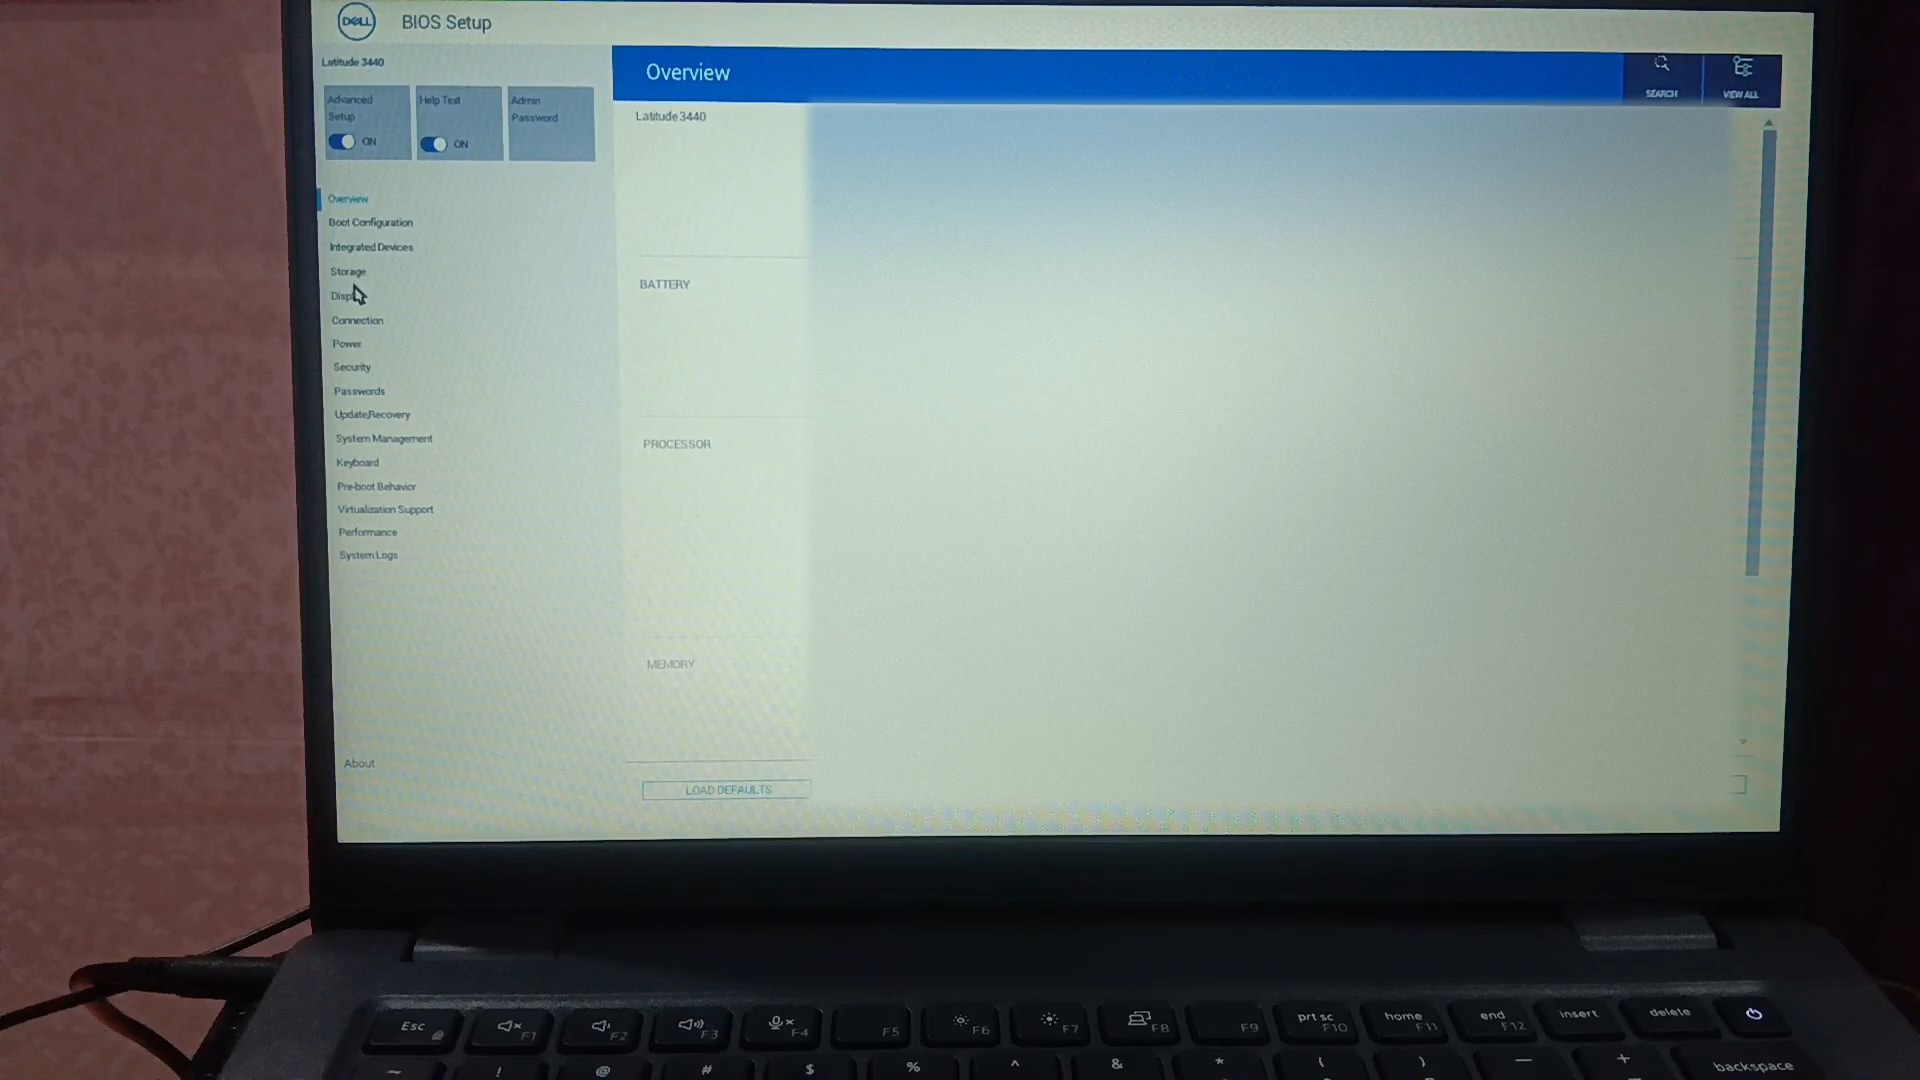 DELL BIOS Setup
Latitude 3440
Advanced Setup ON
Help Text ON
Admin Password
Overview
Boot Configuration
Integrated Devices
Storage
Connection
Power
Security
Passwords
Update,Recovery
System Management
Keyboard
Pre-boot Behavior
Virtualization Support
Performance
System Logs
About
Overview
SEARCH
VIEW ALL
Latitude 3440
BATTERY
PROCESSOR
MEMORY
LOAD DEFAULTS
Esc F1 F2 F3 F4 F5 F6 F7 F8 F9 prt sc F10 home F11 end F12 insert delete
~ ! @ # $ % ^ & * ( ) — + backspace